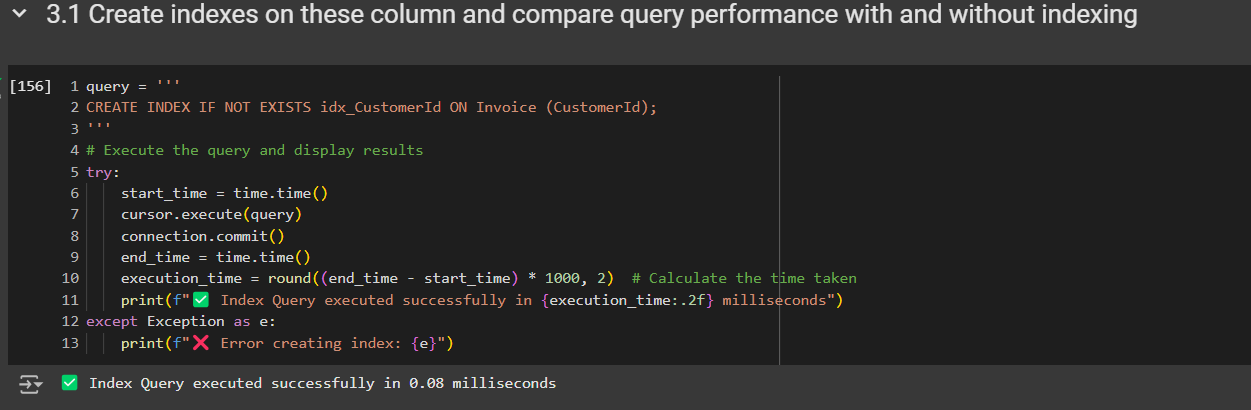 3.1 Create indexes on these column and compare query performance with and without indexing
[156] 1 query = '''
2 CREATE INDEX IF NOT EXISTS idx_CustomerId ON Invoice (CustomerId);
3 '''
4 # Execute the query and display results
5 try:
6     start_time = time.time()
7     cursor.execute(query)
8     connection.commit()
9     end_time = time.time()
10     execution_time = round((end_time - start_time) * 1000, 2)  # Calculate the time taken
11     print(f"✅ Index Query executed successfully in {execution_time:.2f} milliseconds")
12 except Exception as e:
13     print(f"❌ Error creating index: {e}")
✅ Index Query executed successfully in 0.08 milliseconds